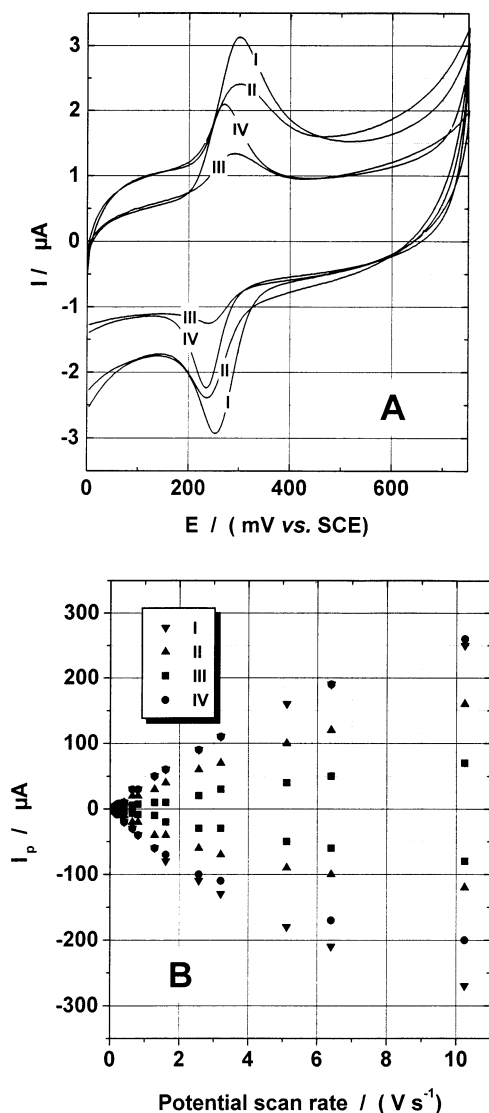 3
2
1
0
-1
-2
-3
I / µA
I
II
IV
III
III
IV
II
I
A
0
200
400
600
E / ( mV vs. SCE)
300
200
100
0
-100
-200
-300
I
II
III
IV
Ip / µA
B
0
2
4
6
8
10
Potential scan rate / ( V s-1)